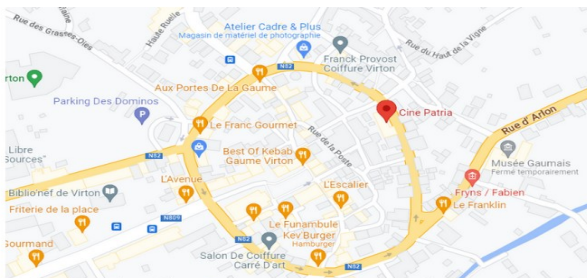 Rue des Grasses-Oies
Haute Ruelle
Atelier Cadre & Plus
Magasin de matériel de photographie
N82
Franck Provost
Coiffure Virton
Rue du Haut de la Vigne
rton
Aux Portes De La Gaume
Parking Des Dominos
P
Cine Patria
Rue d'Arlon
Le Franc Gourmet
Rue de la Poste
Libre
Sources"
N82
Best Of Kebab
Gaume Virton
Musée Gaumais
Fermé temporairement
Biblio'nef de Virton
L'Avenue
L'Escalier
Fryns / Fabien
Friterie de la place
N809
Le Franklin
Le Funambule
Kev'Burger
Hamburger
Gourmand
N82
Salon De Coiffure
Carré D'art
N82